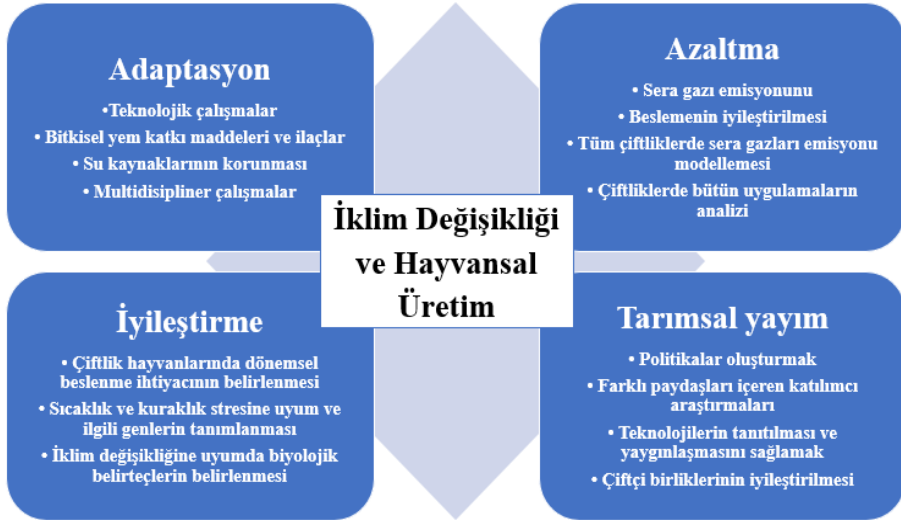 Adaptasyon
•Teknolojik çalışmalar
• Bitkisel yem katkı maddeleri ve ilaçlar
• Su kaynaklarının korunması
• Multidisipliner çalışmalar
Azaltma
• Sera gazı emisyonunu
• Beslemenin iyileştirilmesi
• Tüm çiftliklerde sera gazları emisyonu
modellemesi
• Çiftliklerde bütün uygulamaların
analizi
İklim Değişikliği
ve Hayvansal
Üretim
İyileştirme
• Çiftlik hayvanlarında dönemsel
beslenme ihtiyacının belirlenmesi
• Sıcaklık ve kuraklık stresine uyum ve
ilgili genlerin tanımlanması
• İklim değişikliğine uyumda biyolojik
belirteçlerin belirlenmesi
Tarımsal yayım
• Politikalar oluşturmak
• Farklı paydaşları içeren katılımcı
araştırmaları
• Teknolojilerin tanıtılması ve
yaygınlaşmasını sağlamak
• Çiftçi birliklerinin iyileştirilmesi